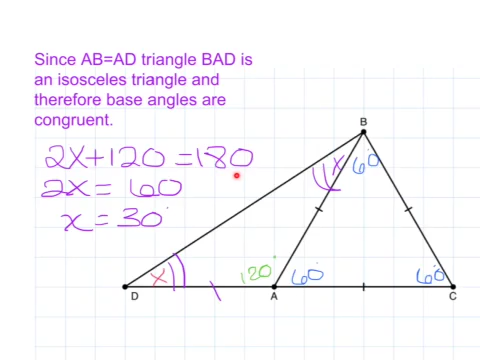 Since AB=AD triangle BAD is
an isosceles triangle and
therefore base angles are
congruent.
2x+120=180
2x = 60
x = 30°
B
x 60°
x 120° 60° 60°
D A C